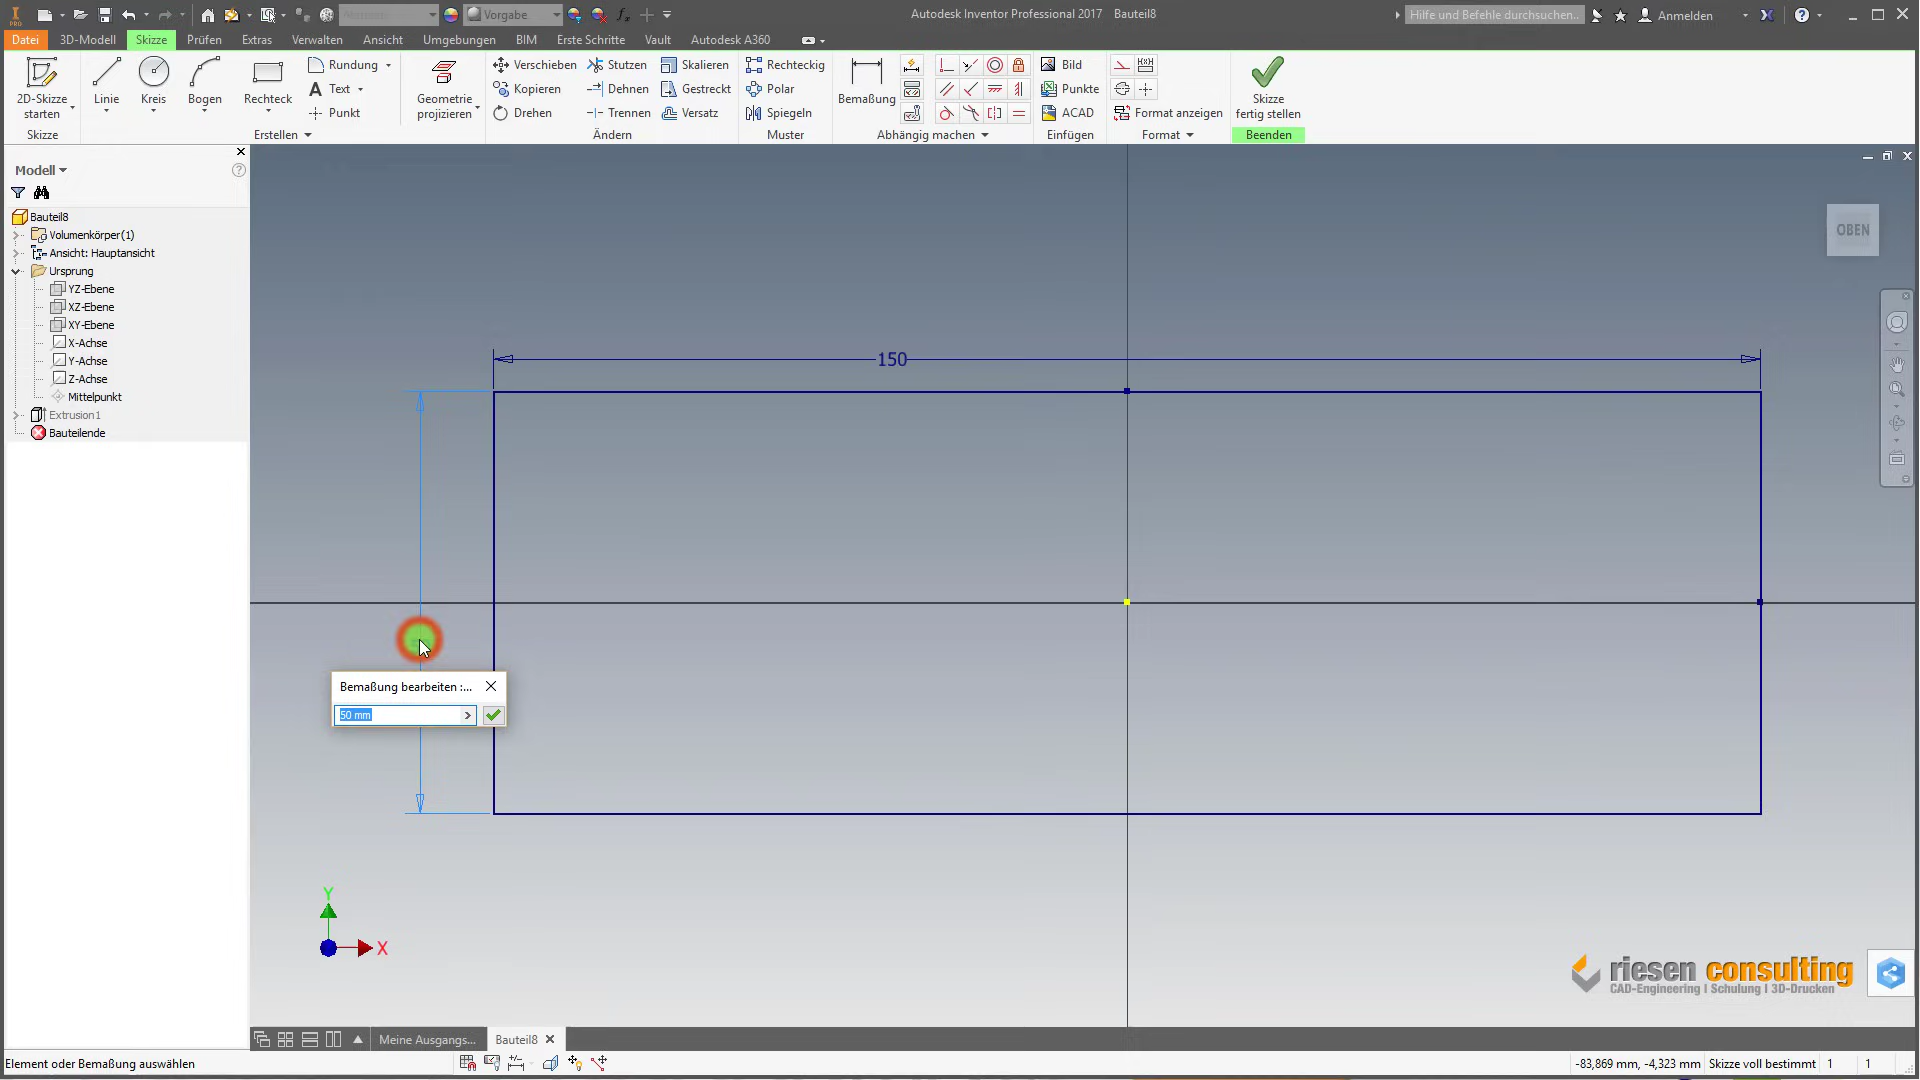 Vorgabe
Autodesk Inventor Professional 2017 Bauteil8
Hilfe und Befehle durchsuchen...
Anmelden
Datei 3D-Modell Skizze Prüfen Extras Verwalten Ansicht Umgebungen BIM Erste Schritte Vault Autodesk A360
2D-Skizze
starten
Linie
Kreis
Bogen
Rechteck
Rundung
Text
Punkt
Geometrie
projizieren
Verschieben
Kopieren
Drehen
Stutzen
Dehnen
Trennen
Skalieren
Gestreckt
Versatz
Rechteckig
Polar
Spiegeln
Bemaßung
Bild
Punkte
ACAD
Format anzeigen
Skizze
fertig stellen
Skizze Erstellen Ändern Muster Abhängig machen Einfügen Format Beenden
Modell
Bauteil8
Volumenkörper(1)
Ansicht: Hauptansicht
Ursprung
YZ-Ebene
XZ-Ebene
XY-Ebene
X-Achse
Y-Achse
Z-Achse
Mittelpunkt
Extrusion1
Bauteilende
OBEN
150
Bemaßung bearbeiten :...
50 mm
Y
X
riesen consulting
CAD-Engineering I Schulung I 3D-Drucken
Meine Ausgangs... Bauteil8
Element oder Bemaßung auswählen
-83,869 mm, -4,323 mm Skizze voll bestimmt 1 1